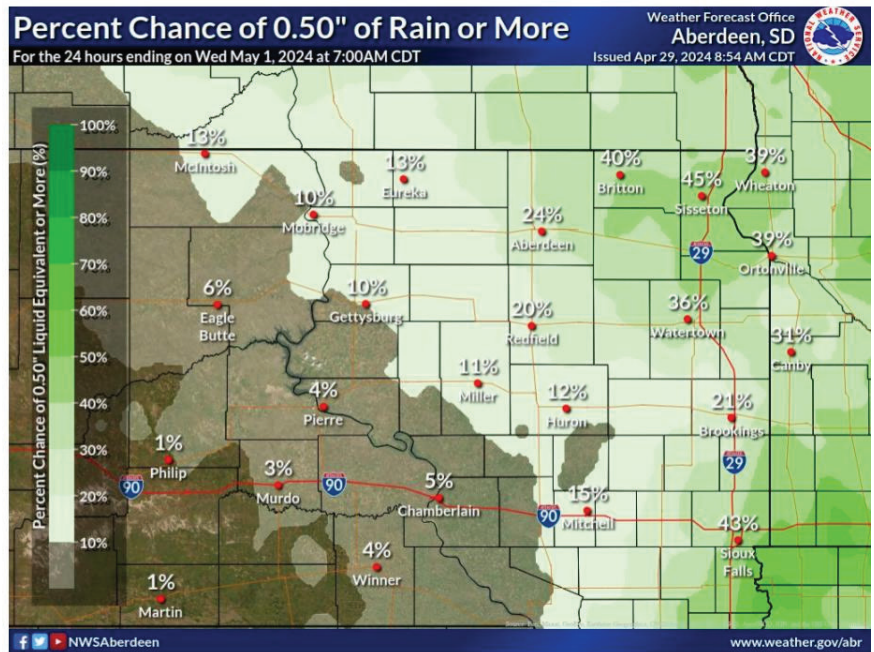 Percent Chance of 0.50" of Rain or More
For the 24 hours ending on Wed May 1, 2024 at 7:00AM CDT
Weather Forecast Office
Aberdeen, SD
Issued Apr 29, 2024 8:54 AM CDT
NATIONAL WEATHER SERVICE
Percent Chance of 0.50" Liquid Equivalent or More (%)
100%
90%
80%
70%
60%
50%
40%
30%
20%
10%
13%
McIntosh
13%
Eureka
10%
Mobridge
40%
Britton
45%
Sisseton
39%
Wheaton
24%
Aberdeen
29
39%
Ortonville
6%
Eagle
Butte
10%
Gettysburg
20%
Redfield
36%
Watertown
31%
Canby
11%
Miller
4%
Pierre
12%
Huron
21%
Brookings
1%
Philip
90
3%
Murdo
90
5%
Chamberlain
29
90
15%
Mitchell
43%
Sioux
Falls
4%
Winner
1%
Martin
NWSAberdeen
www.weather.gov/abr